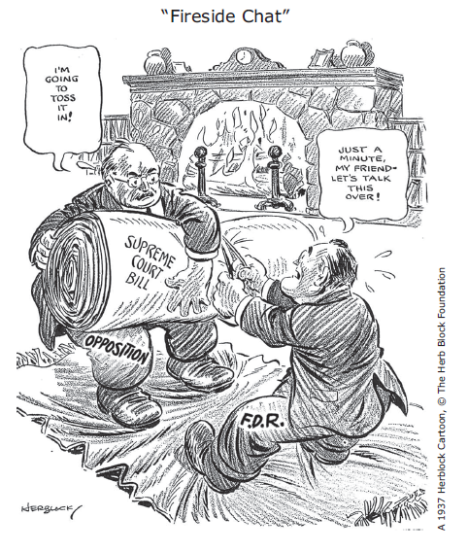 “Fireside Chat”
I'M
GOING
TO
TOSS
IT
IN!
JUST A
MINUTE,
MY FRIEND-
LET'S TALK
THIS
OVER!
SUPREME
COURT
BILL
OPPOSITION
F.D.R.
HERBLOCK
A 1937 Herblock Cartoon, © The Herb Block Foundation